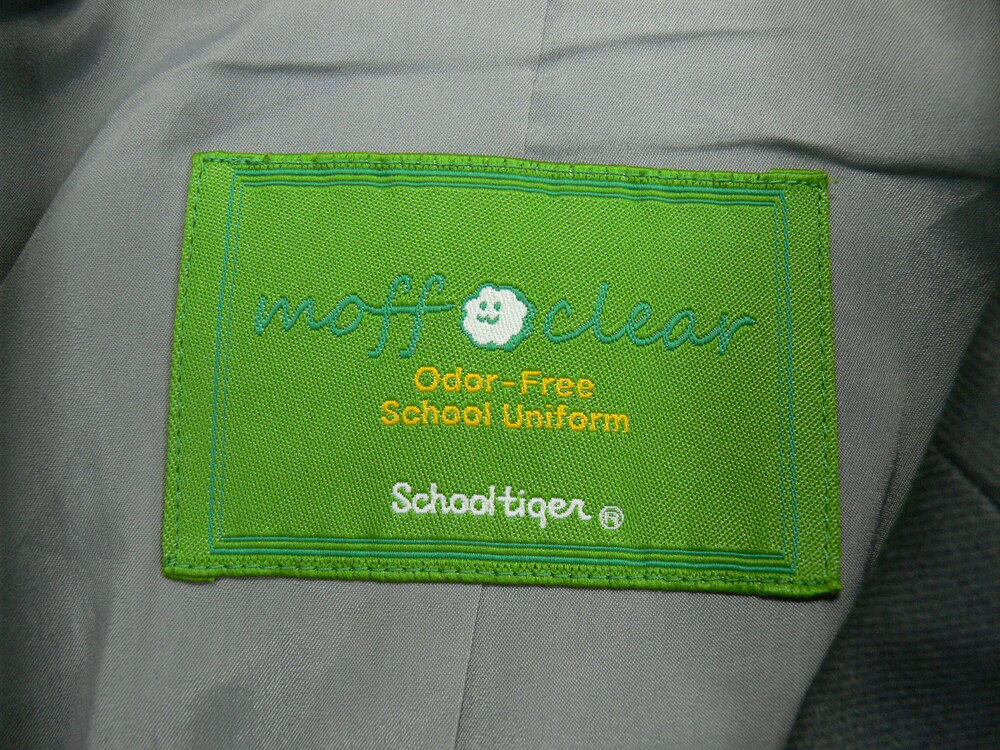 moff clear
Odor-Free
School Uniform
Schooltiger ®